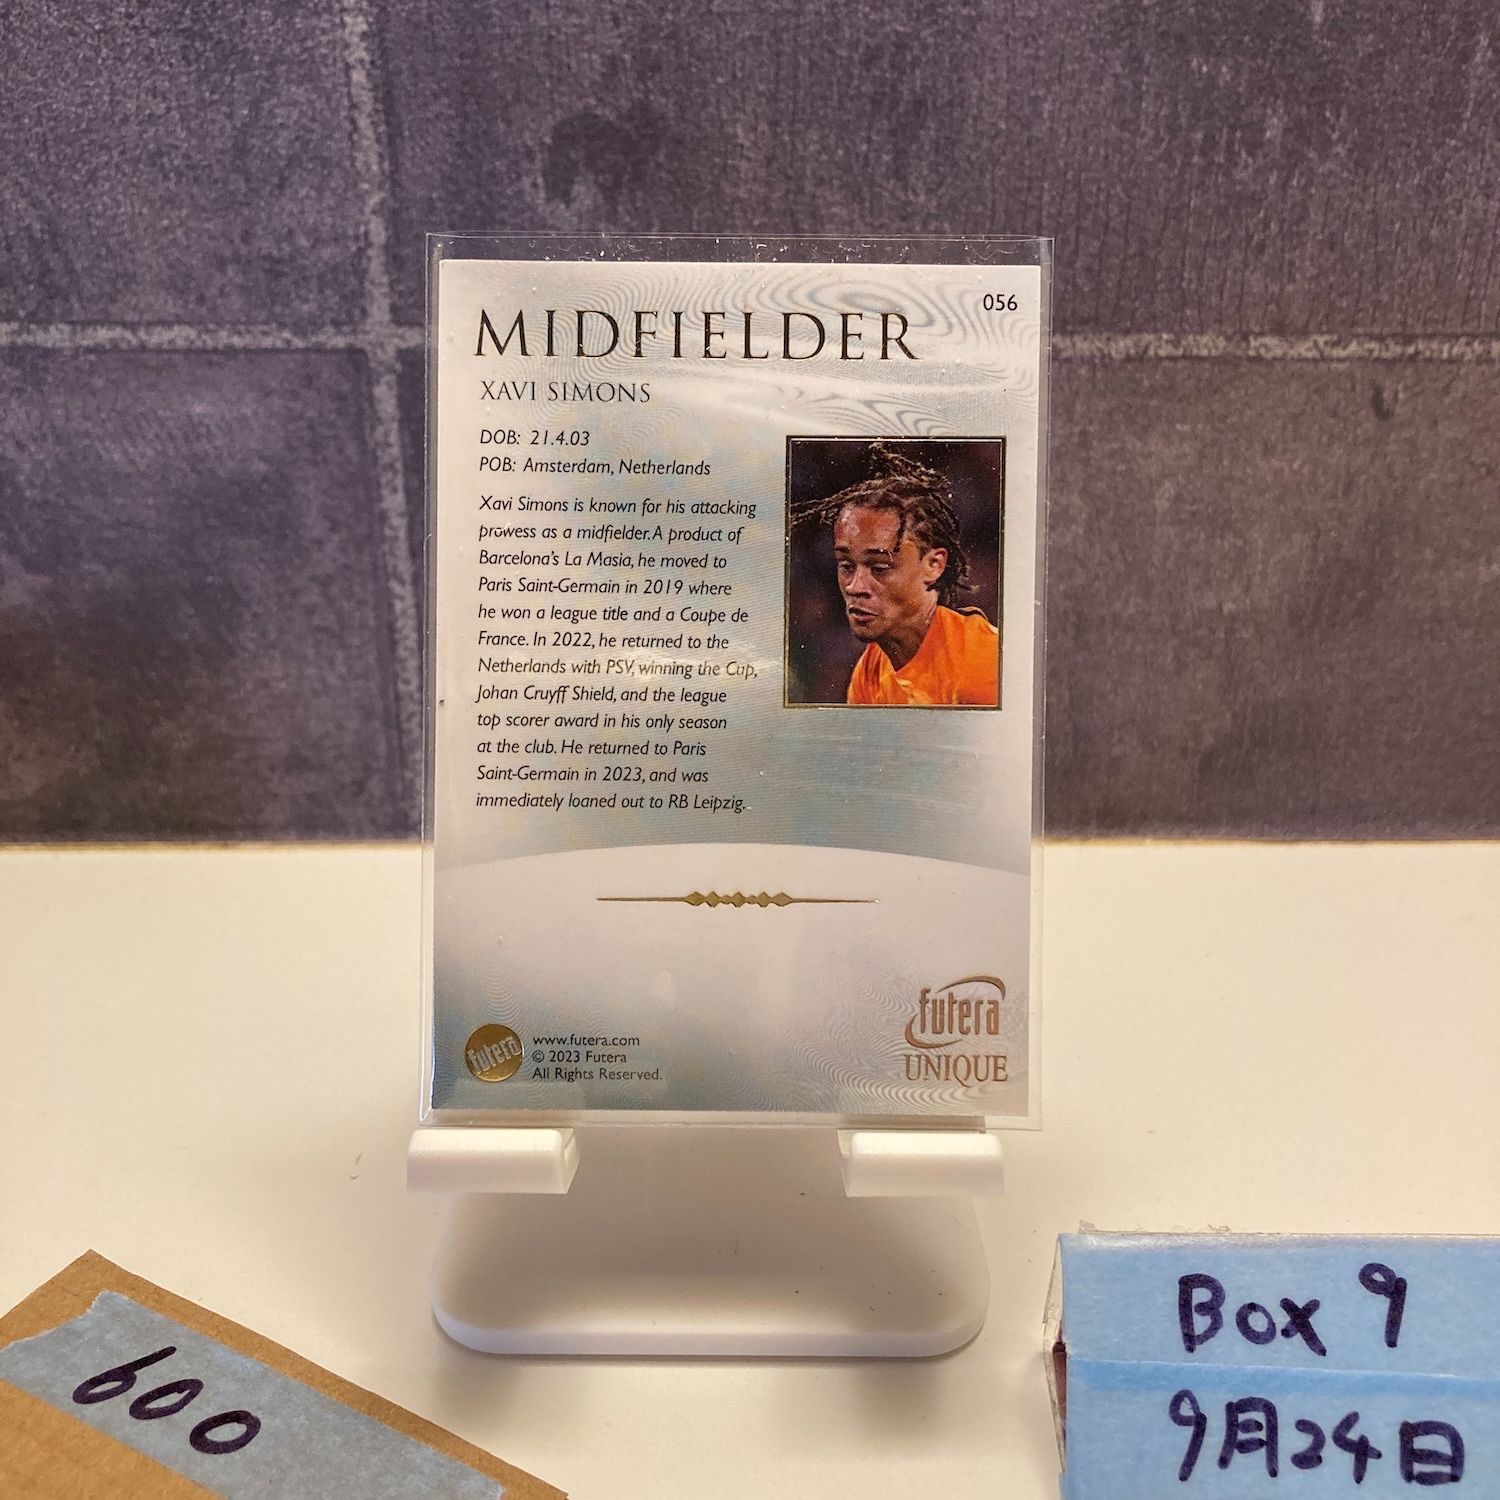 056
MIDFIELDER
XAVI SIMONS
DOB: 21.4.03
POB: Amsterdam, Netherlands
Xavi Simons is known for his attacking
prowess as a midfielder. A product of
Barcelona's La Masia, he moved to
Paris Saint-Germain in 2019 where
he won a league title and a Coupe de
France. In 2022, he returned to the
Netherlands with PSV, winning the Cup,
Johan Cruyff Shield, and the league
top scorer award in his only season
at the club. He returned to Paris
Saint-Germain in 2023, and was
immediately loaned out to RB Leipzig.
futera
UNIQUE
futera
www.futera.com
© 2023 Futera
All Rights Reserved.
600
Box 9
9月24日